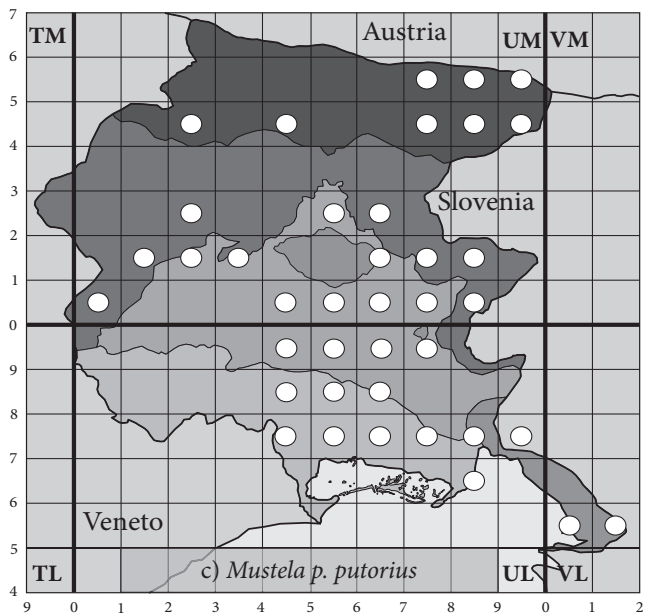 7
TM
Austria
UM
VM
6
5
4
3
Slovenia
2
1
0
9
8
7
6
Veneto
5
TL
c) Mustela p. putorius
UL
VL
4
9 0 1 2 3 4 5 6 7 8 9 0 1 2